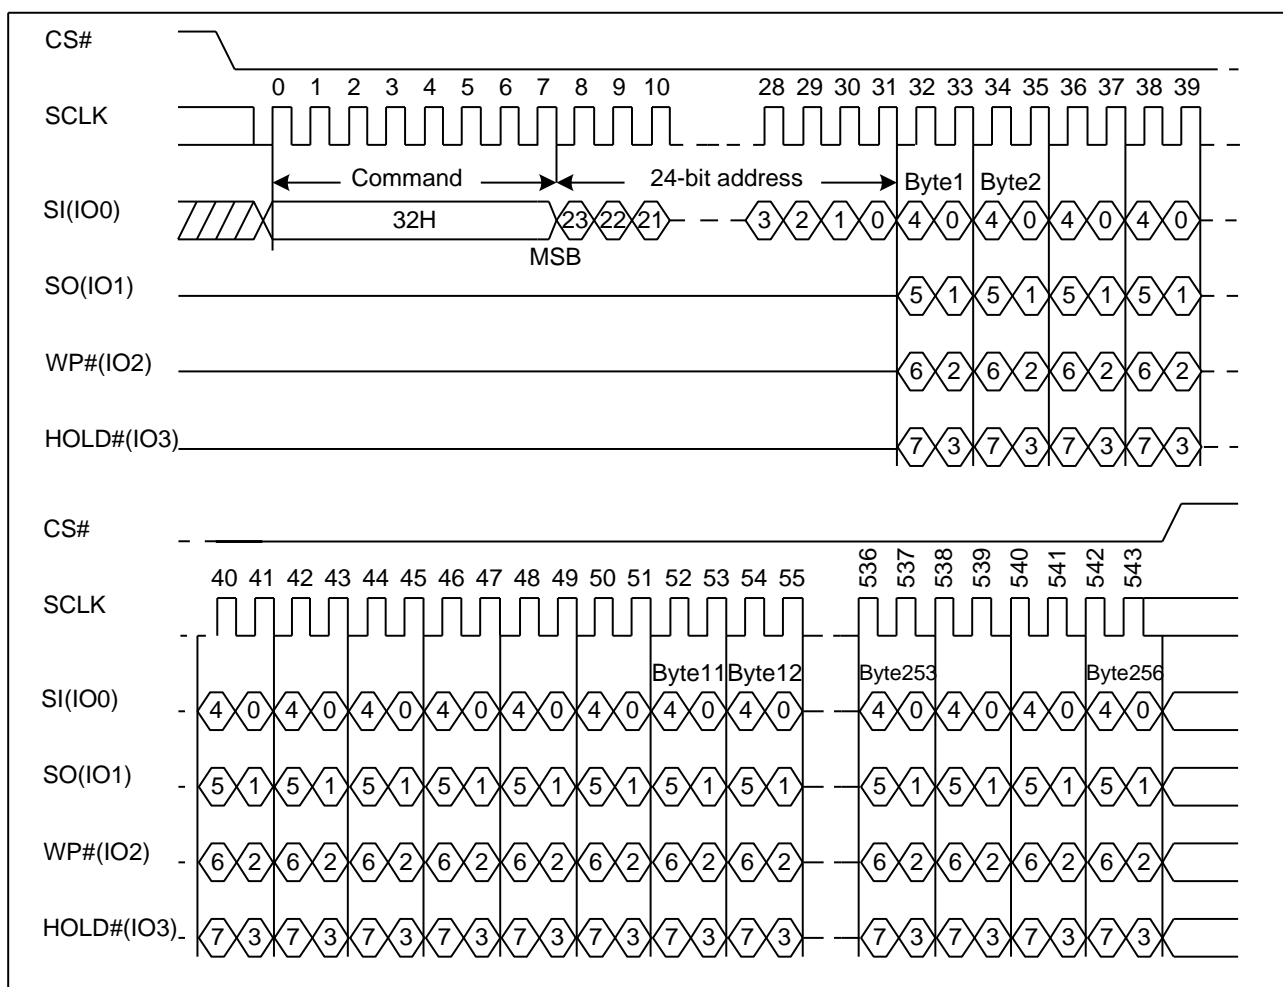 CS#
0 1 2 3 4 5 6 7 8 9 10 28 29 30 31 32 33 34 35 36 37 38 39
SCLK
Command 24-bit address Byte1 Byte2
SI(IO0) 32H 23 22 21 3 2 1 0 4 0 4 0 4 0 4 0
MSB
SO(IO1) 5 1 5 1 5 1 5 1
WP#(IO2) 6 2 6 2 6 2 6 2
HOLD#(IO3) 7 3 7 3 7 3 7 3
CS#
40 41 42 43 44 45 46 47 48 49 50 51 52 53 54 55 536 537 538 539 540 541 542 543
SCLK
Byte11 Byte12 Byte253 Byte256
SI(IO0) 4 0 4 0 4 0 4 0 4 0 4 0 4 0 4 0 4 0 4 0 4 0 4 0
SO(IO1) 5 1 5 1 5 1 5 1 5 1 5 1 5 1 5 1 5 1 5 1 5 1 5 1
WP#(IO2) 6 2 6 2 6 2 6 2 6 2 6 2 6 2 6 2 6 2 6 2 6 2 6 2
HOLD#(IO3) 7 3 7 3 7 3 7 3 7 3 7 3 7 3 7 3 7 3 7 3 7 3 7 3